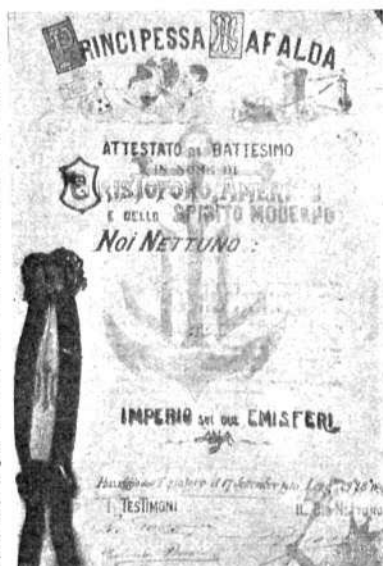 PRINCIPESSA MAFALDA
ATTESTATO DI BATTESIMO
IN NOME DI
CRISTOFORO, AMERI
E DELLO SPIRITO MODERNO
NOI NETTUNO:
IMPERIO SUI DUE EMISFERI
I TESTIMONI IL DIO NETTUNO